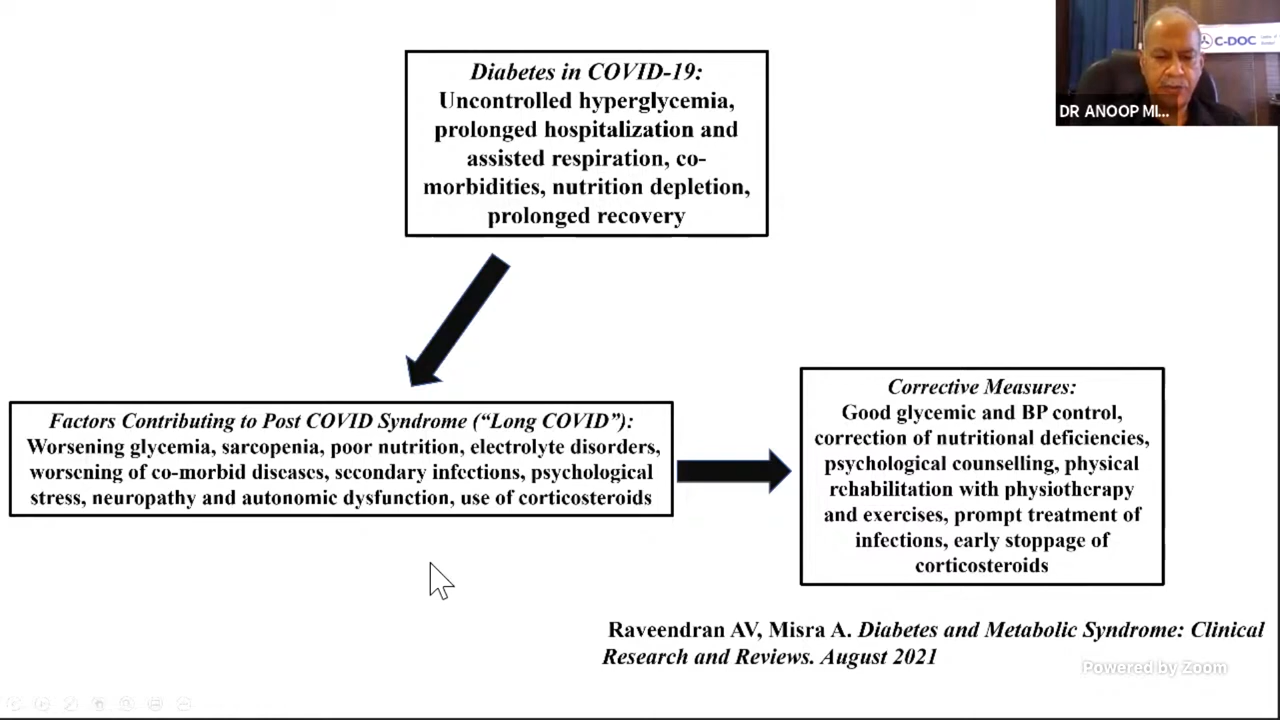 C-DOC
DR ANOOP MI...
Diabetes in COVID-19:
Uncontrolled hyperglycemia,
prolonged hospitalization and
assisted respiration, co-
morbidities, nutrition depletion,
prolonged recovery
Factors Contributing to Post COVID Syndrome (“Long COVID”):
Worsening glycemia, sarcopenia, poor nutrition, electrolyte disorders,
worsening of co-morbid diseases, secondary infections, psychological
stress, neuropathy and autonomic dysfunction, use of corticosteroids
Corrective Measures:
Good glycemic and BP control,
correction of nutritional deficiencies,
psychological counselling, physical
rehabilitation with physiotherapy
and exercises, prompt treatment of
infections, early stoppage of
corticosteroids
Raveendran AV, Misra A. Diabetes and Metabolic Syndrome: Clinical
Research and Reviews. August 2021
Powered by Zoom